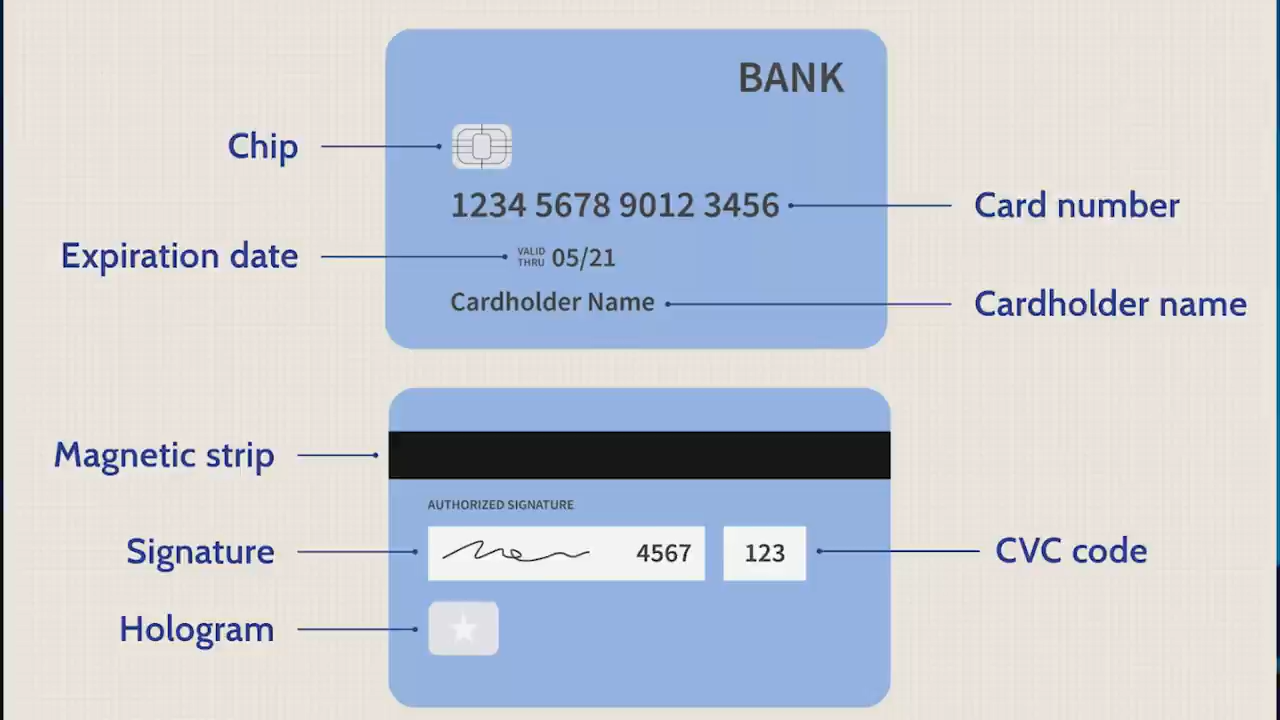 BANK
Chip
1234 5678 9012 3456
Card number
Expiration date
VALID
THRU
05/21
Cardholder Name
Cardholder name
Magnetic strip
AUTHORIZED SIGNATURE
Signature
4567
123
CVC code
Hologram